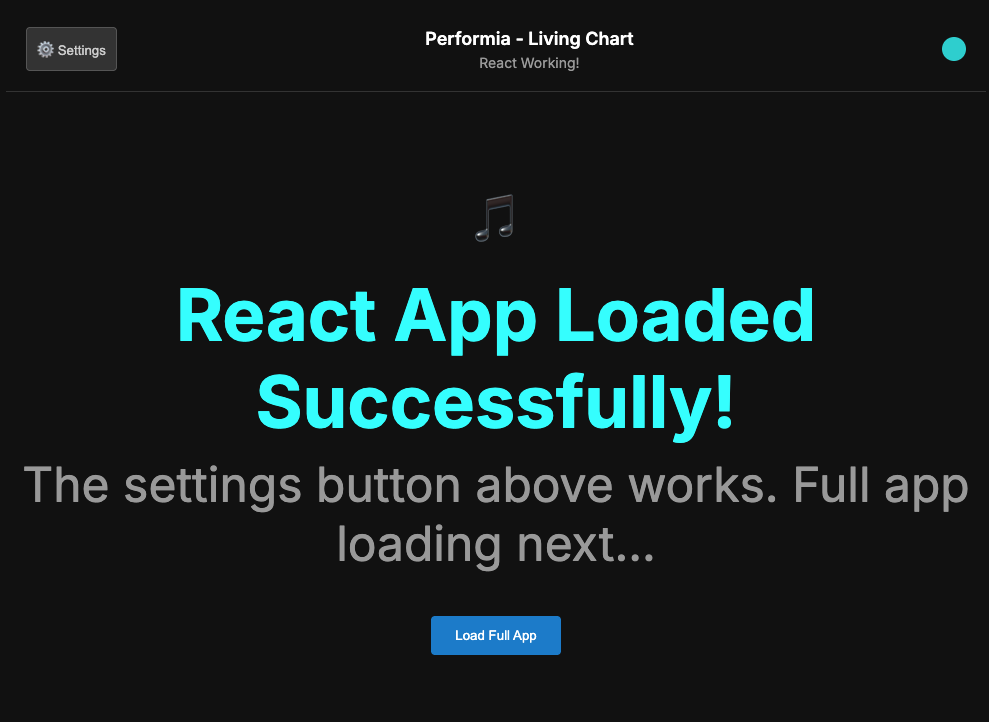 Settings
Performia - Living Chart
React Working!
React App Loaded
Successfully!
The settings button above works. Full app
loading next...
Load Full App